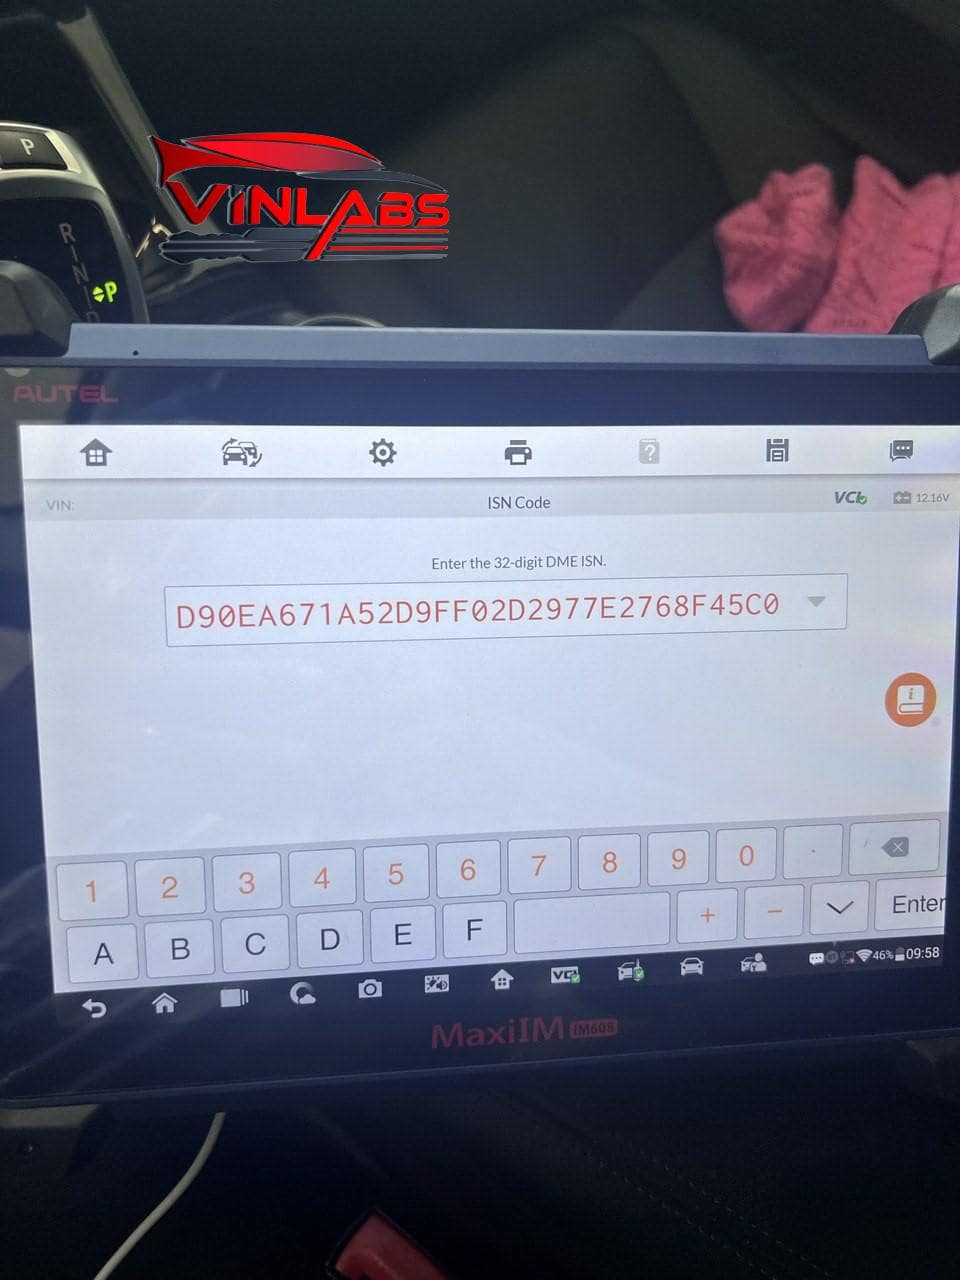 P
VINLABS
R
N
P
D
AUTEL
VIN:
ISN Code
VCI
12.16V
Enter the 32-digit DME ISN.
D90EA671A52D9FF02D2977E2768F45C0
1 2 3 4 5 6 7 8 9 0 .
A B C D E F + - Enter
VCI
46% 09:58
MaxiIM IM608